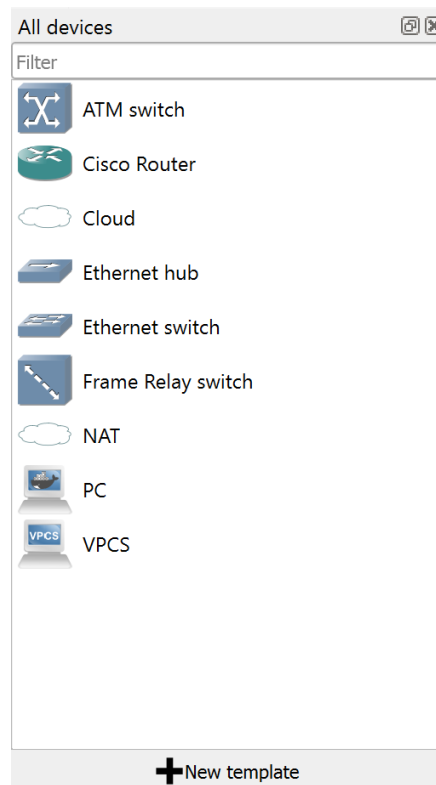 All devices
Filter
ATM switch
Cisco Router
Cloud
Ethernet hub
Ethernet switch
Frame Relay switch
NAT
PC
VPCS
VPCS
New template